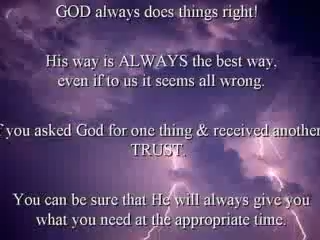 GOD always does things right!
His way is ALWAYS the best way,
even if to us it seems all wrong.
f you asked God for one thing & received another
TRUST.
You can be sure that He will always give you
what you need at the appropriate time.